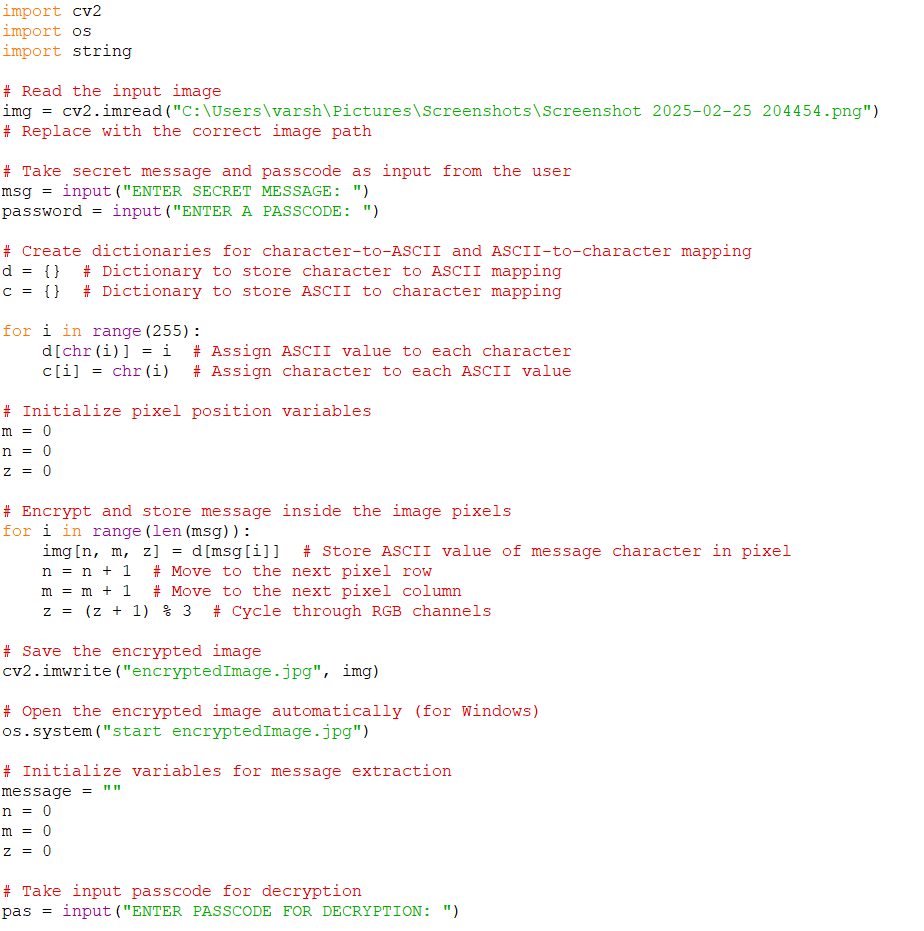 import cv2
import os
import string

# Read the input image
img = cv2.imread("C:\Users\varsh\Pictures\Screenshots\Screenshot 2025-02-25 204454.png")
# Replace with the correct image path

# Take secret message and passcode as input from the user
msg = input("ENTER SECRET MESSAGE: ")
password = input("ENTER A PASSCODE: ")

# Create dictionaries for character-to-ASCII and ASCII-to-character mapping
d = {}  # Dictionary to store character to ASCII mapping
c = {}  # Dictionary to store ASCII to character mapping

for i in range(255):
    d[chr(i)] = i  # Assign ASCII value to each character
    c[i] = chr(i)  # Assign character to each ASCII value

# Initialize pixel position variables
m = 0
n = 0
z = 0

# Encrypt and store message inside the image pixels
for i in range(len(msg)):
    img[n, m, z] = d[msg[i]]  # Store ASCII value of message character in pixel
    n = n + 1  # Move to the next pixel row
    m = m + 1  # Move to the next pixel column
    z = (z + 1) % 3  # Cycle through RGB channels

# Save the encrypted image
cv2.imwrite("encryptedImage.jpg", img)

# Open the encrypted image automatically (for Windows)
os.system("start encryptedImage.jpg")

# Initialize variables for message extraction
message = ""
n = 0
m = 0
z = 0

# Take input passcode for decryption
pas = input("ENTER PASSCODE FOR DECRYPTION: ")